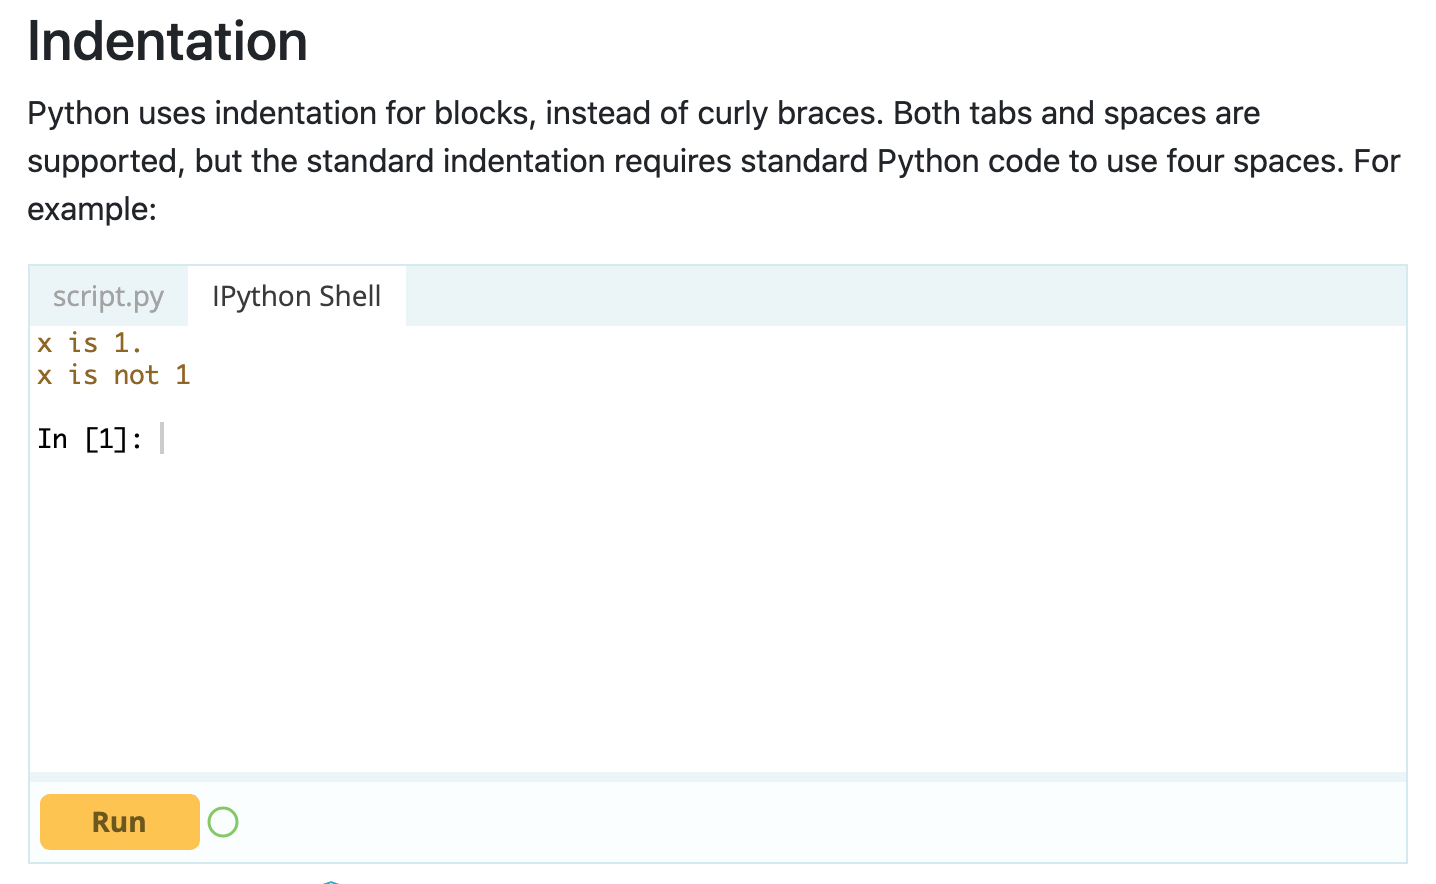 Indentation
Python uses indentation for blocks, instead of curly braces. Both tabs and spaces are
supported, but the standard indentation requires standard Python code to use four spaces. For
example:
script.py IPython Shell
x is 1.
x is not 1
In [1]:
Run